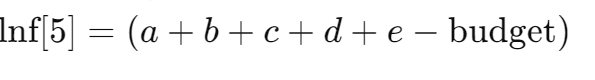 Inf[5] = (a + b + c + d + e − budget)